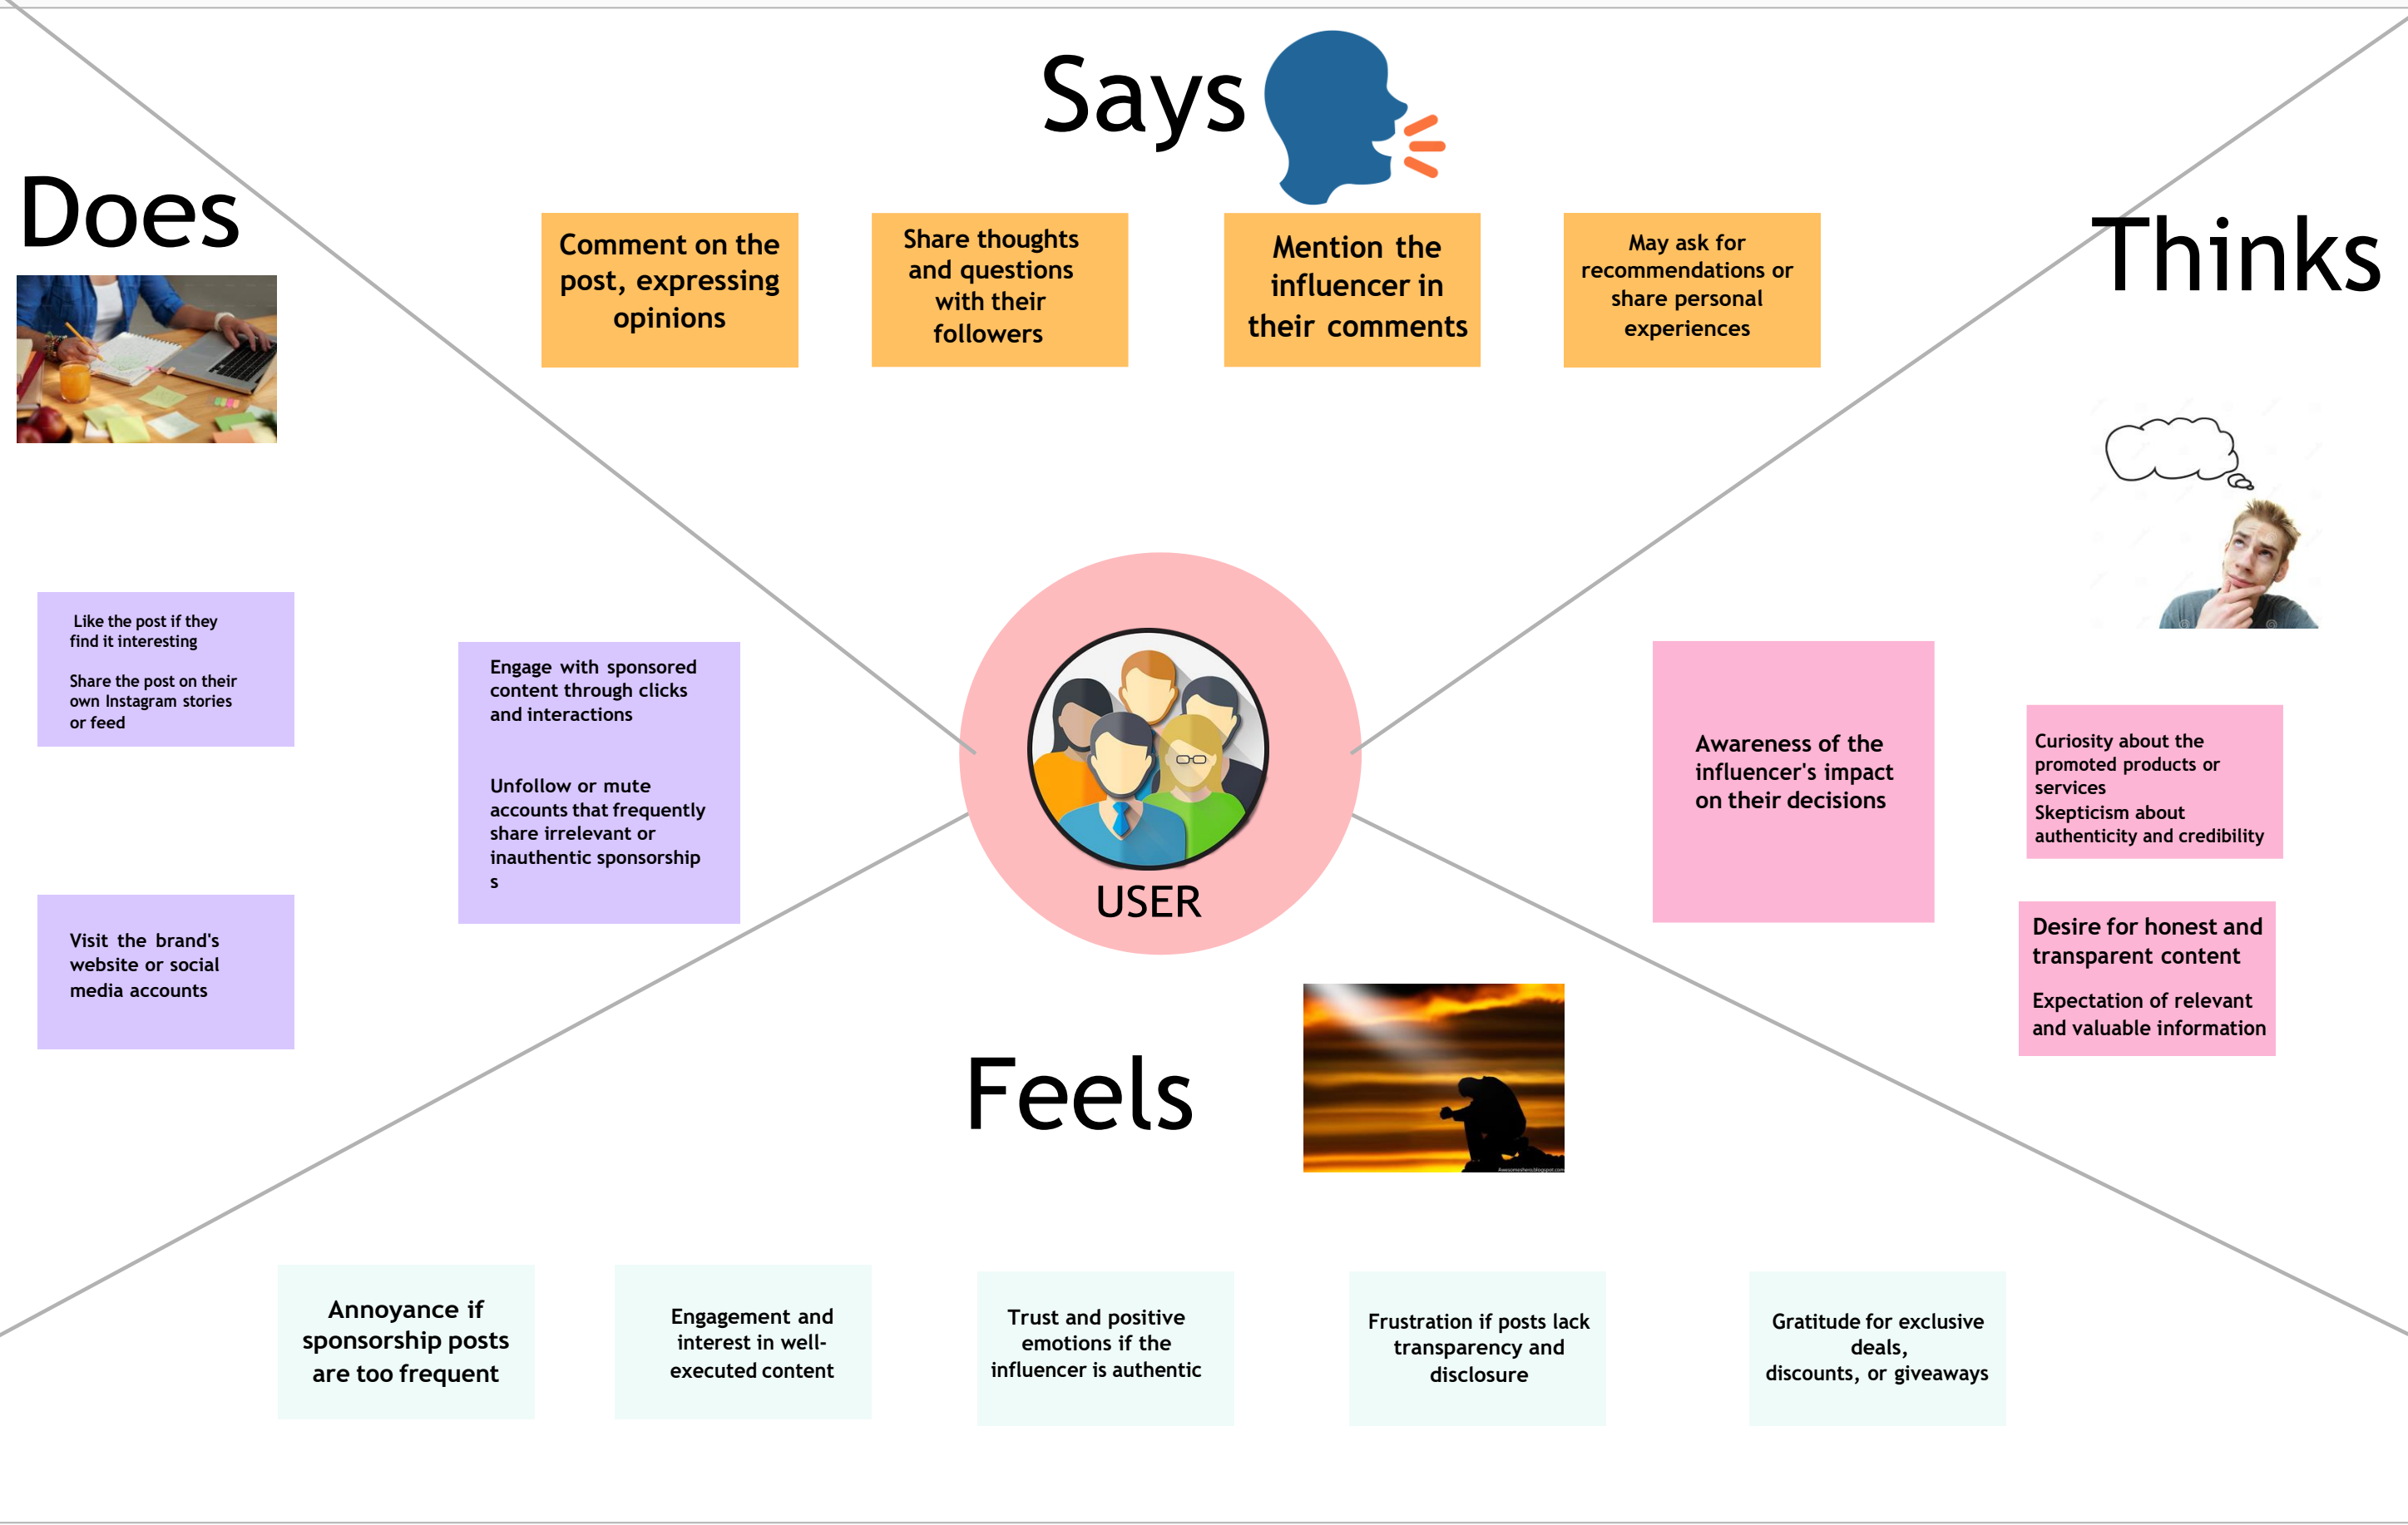 Says
Does
Thinks
Comment on the
post, expressing
opinions
Share thoughts
and questions
with their
followers
Mention the
influencer in
their comments
May ask for
recommendations or
share personal
experiences
Like the post if they
find it interesting
Share the post on their
own Instagram stories
or feed
Engage with sponsored
content through clicks
and interactions
Unfollow or mute
accounts that frequently
share irrelevant or
inauthentic sponsorship
s
Visit the brand's
website or social
media accounts
USER
Awareness of the
influencer's impact
on their decisions
Curiosity about the
promoted products or
services
Skepticism about
authenticity and credibility
Desire for honest and
transparent content
Expectation of relevant
and valuable information
Feels
Annoyance if
sponsorship posts
are too frequent
Engagement and
interest in well-
executed content
Trust and positive
emotions if the
influencer is authentic
Frustration if posts lack
transparency and
disclosure
Gratitude for exclusive
deals,
discounts, or giveaways